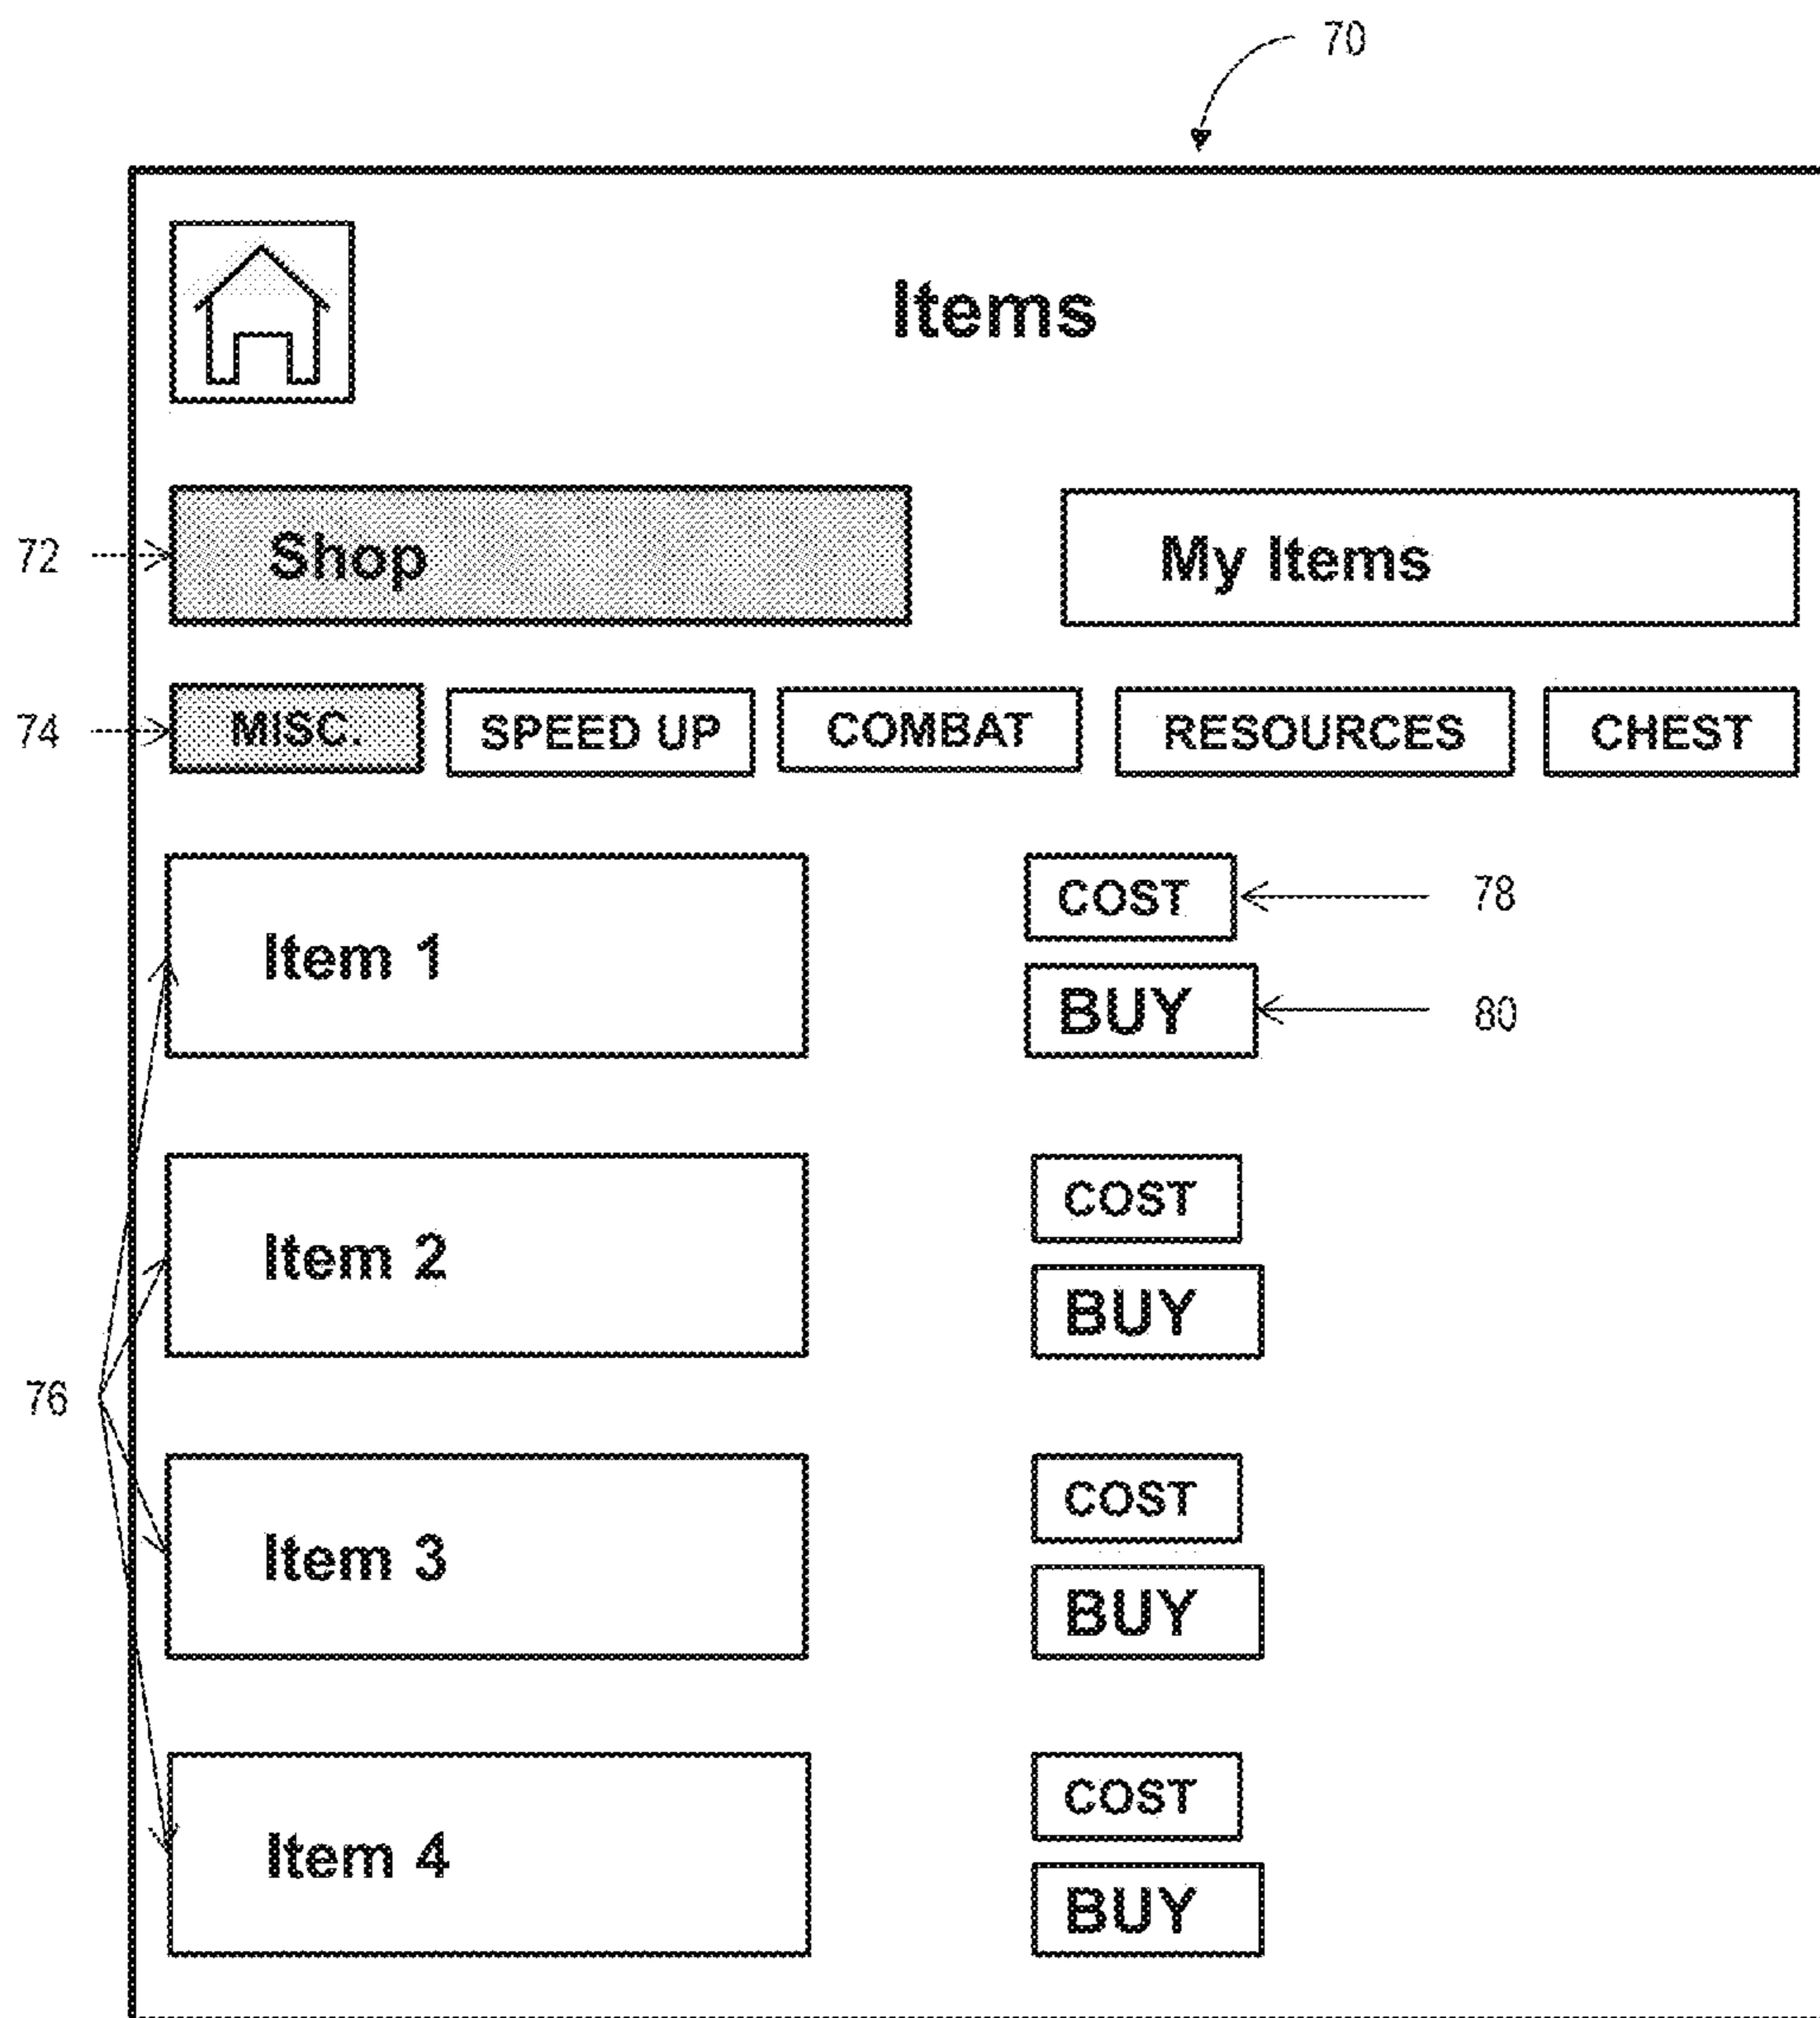 70
Items
72 Shop My Items
74 MISC. SPEED UP COMBAT RESOURCES CHEST
COST 78
Item 1
BUY 80
COST
Item 2
BUY
76
COST
Item 3
BUY
COST
Item 4
BUY